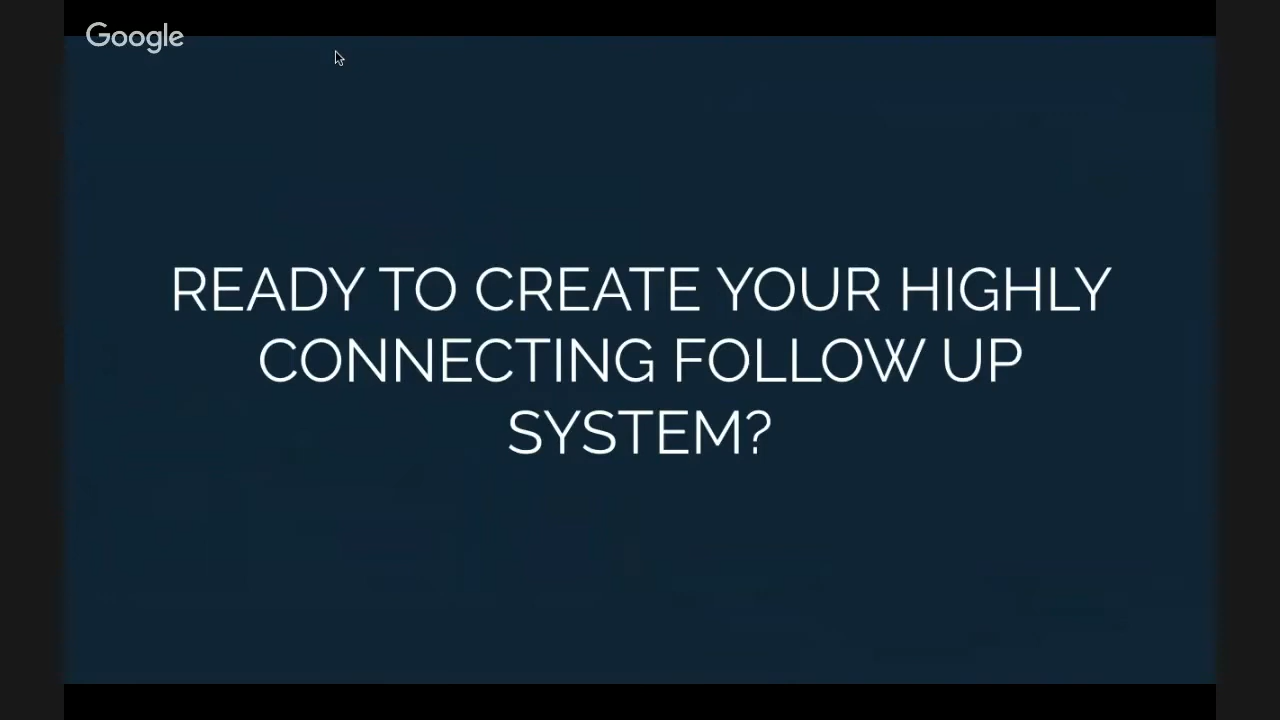 Google
READY TO CREATE YOUR HIGHLY
CONNECTING FOLLOW UP
SYSTEM?